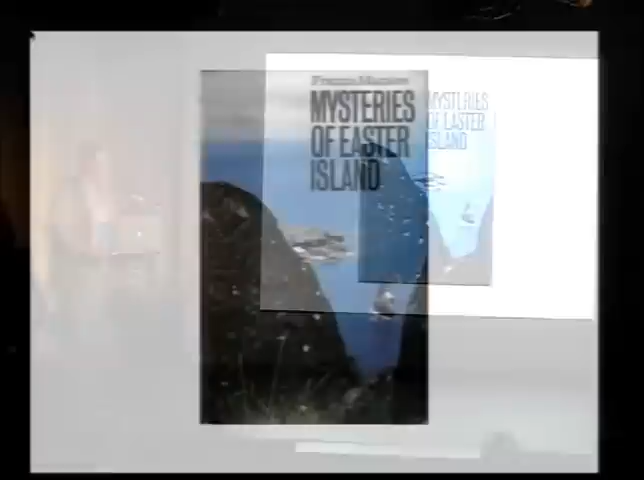 MYSTERIES
OF EASTER
ISLAND
MYSTERIES
OF EASTER
ISLAND